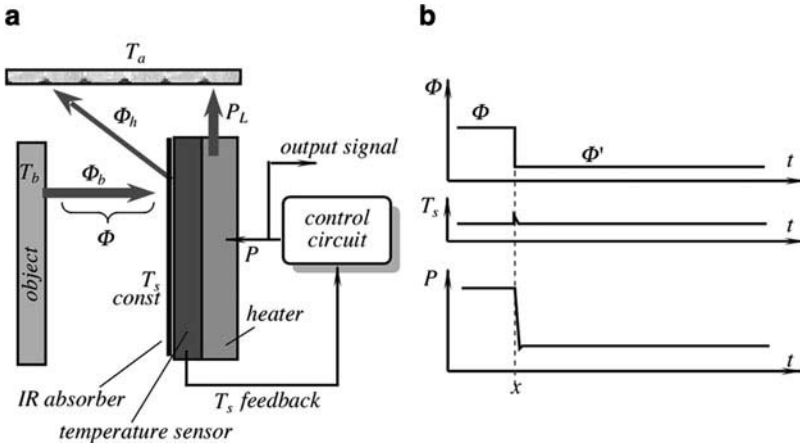 a
T_a
Φ_h
P_L
output signal
T_b
Φ_b
Φ
control
circuit
P
object
T_s
const
heater
IR absorber
T_s feedback
temperature sensor
b
Φ
Φ
Φ'
t
T_s
t
P
t
x